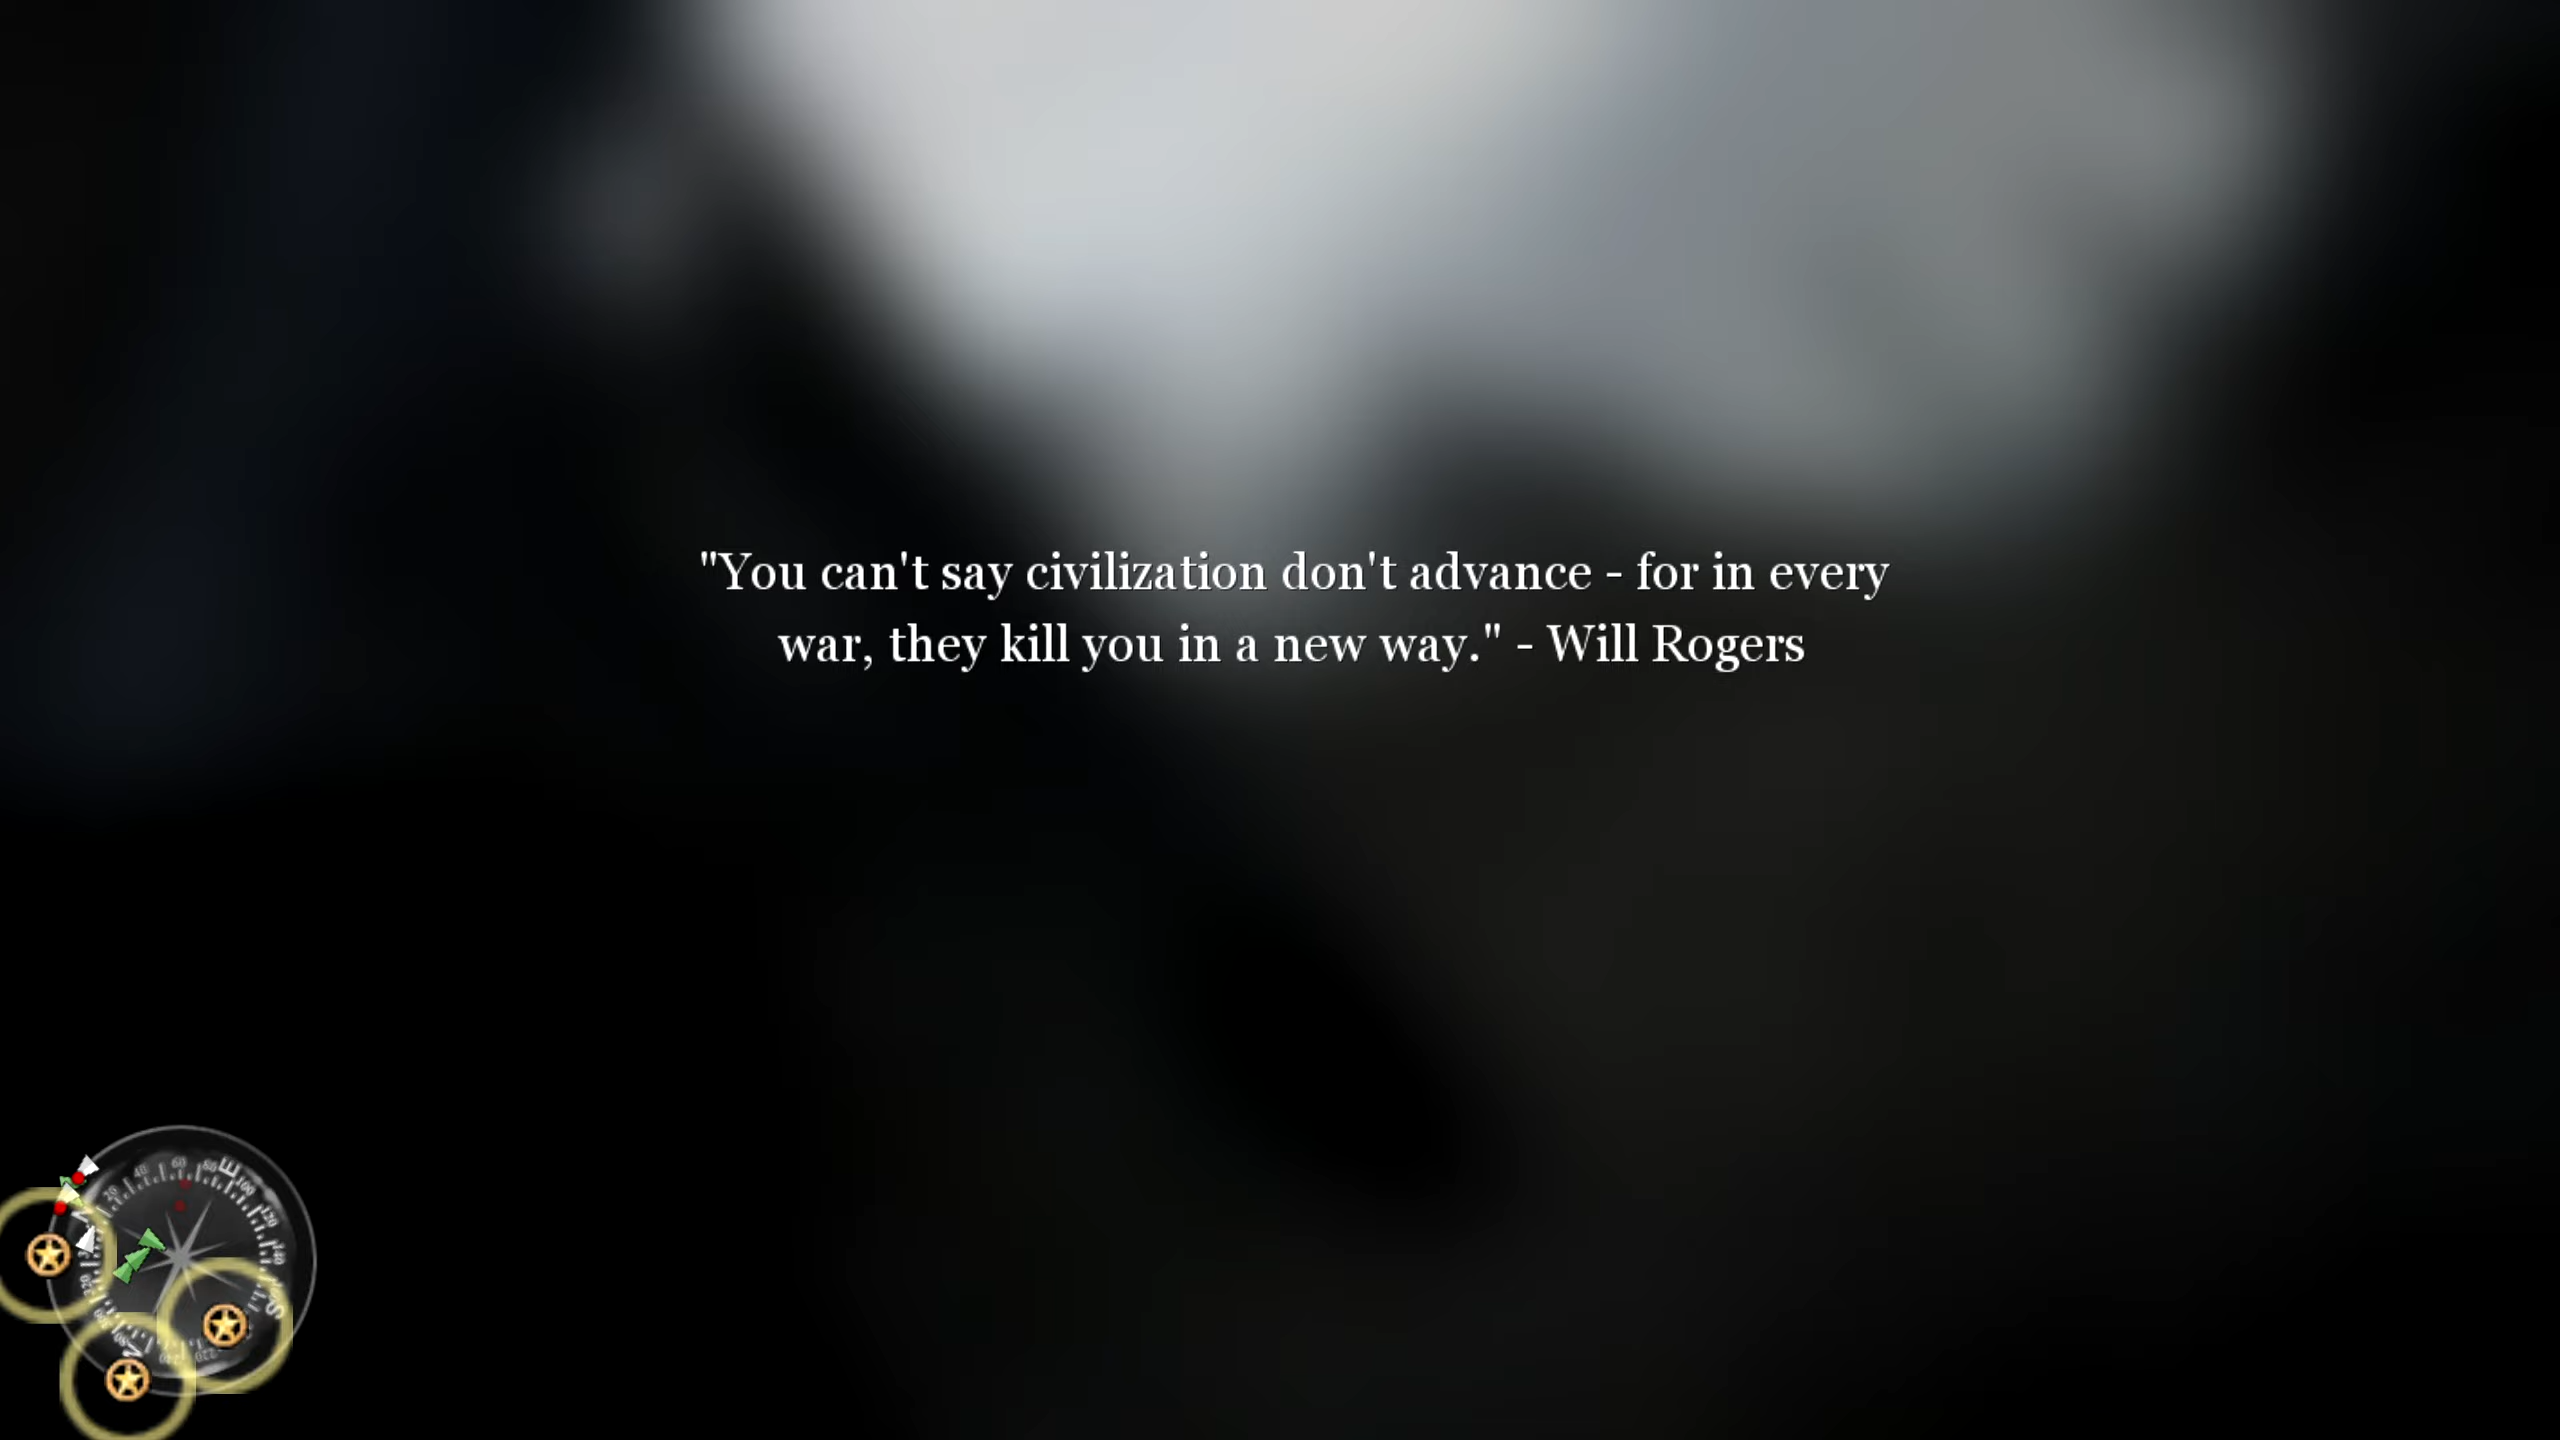 "You can't say civilization don't advance - for in every
war, they kill you in a new way." - Will Rogers